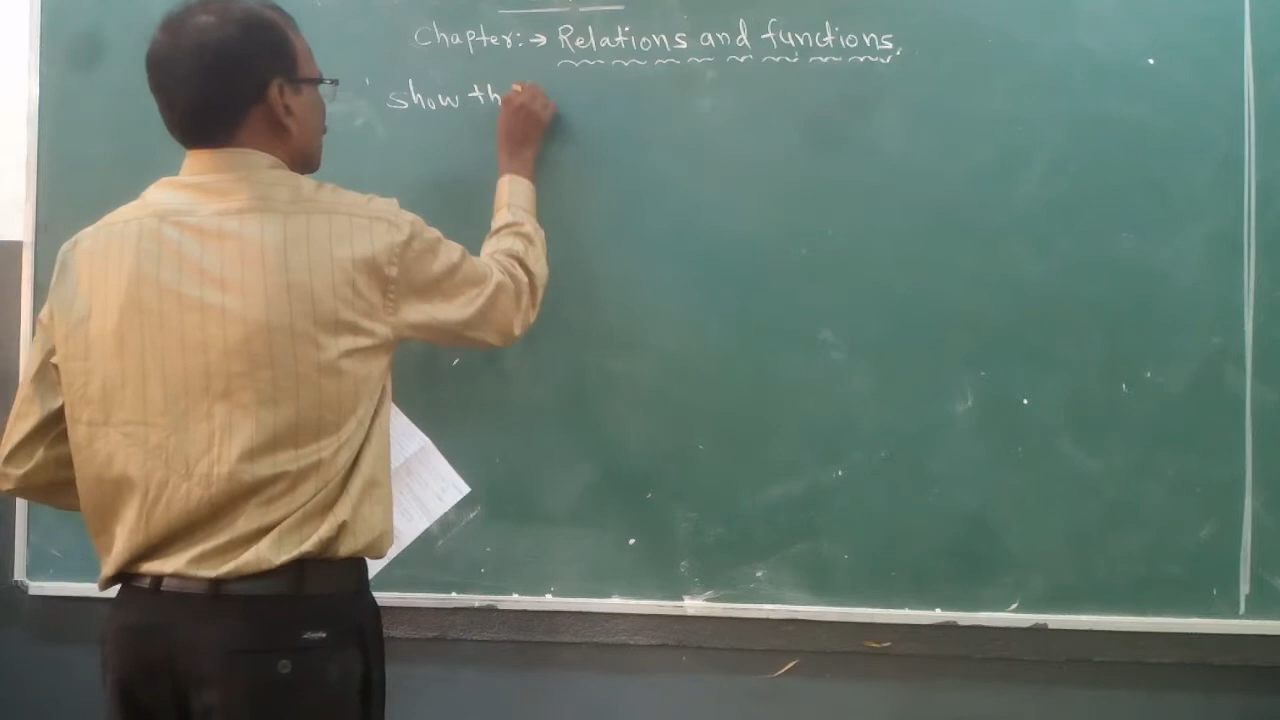 Chapter:→ Relations and functions.
show th